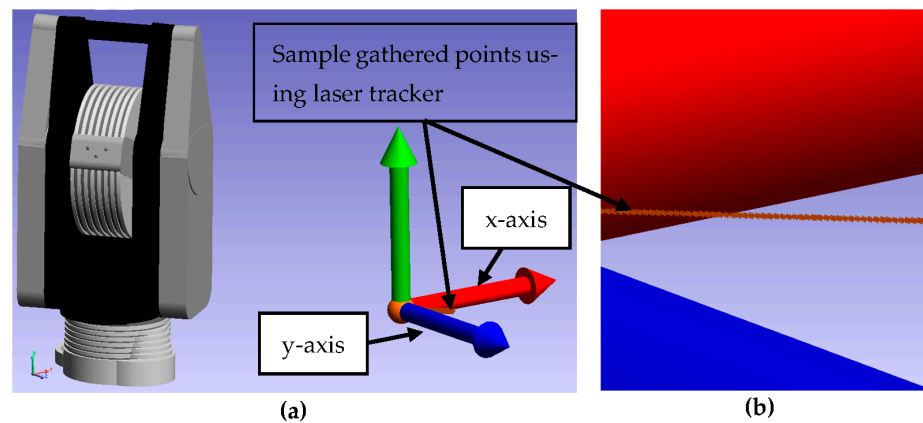 Sample gathered points us-
ing laser tracker
x-axis
y-axis
(a)
(b)